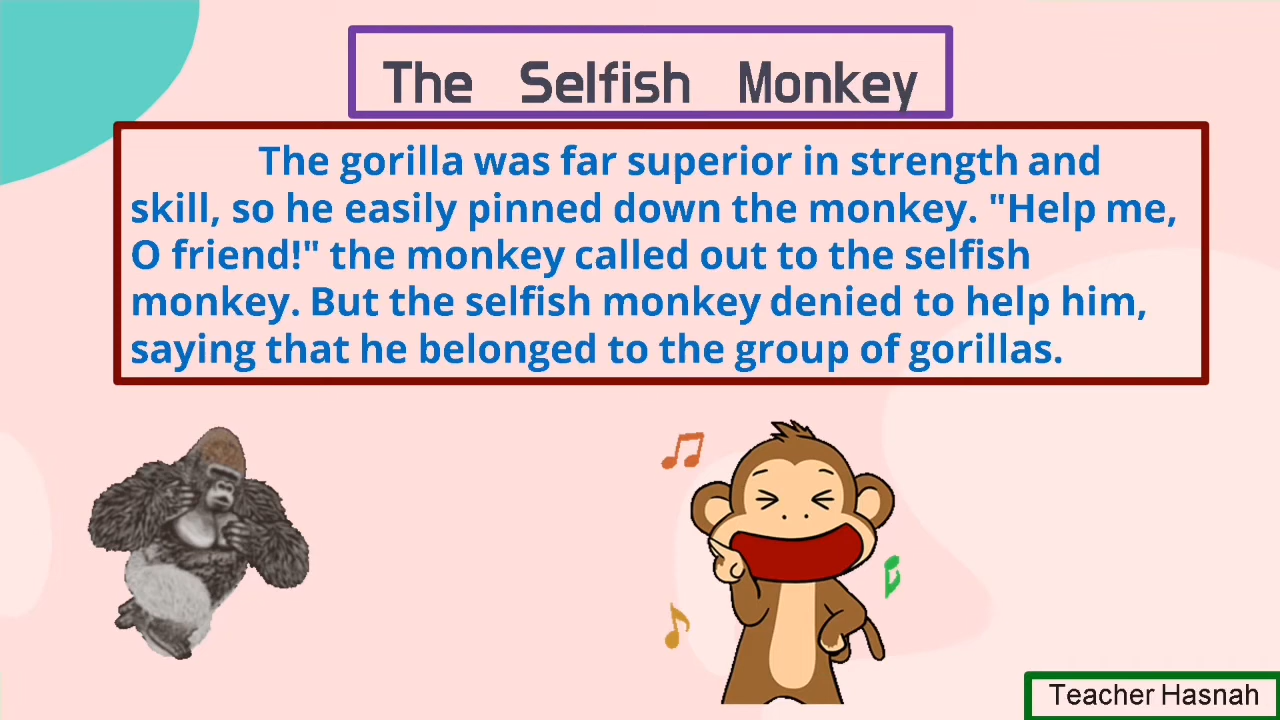 The Selfish Monkey
The gorilla was far superior in strength and
skill, so he easily pinned down the monkey. "Help me,
O friend!" the monkey called out to the selfish
monkey. But the selfish monkey denied to help him,
saying that he belonged to the group of gorillas.
Teacher Hasnah